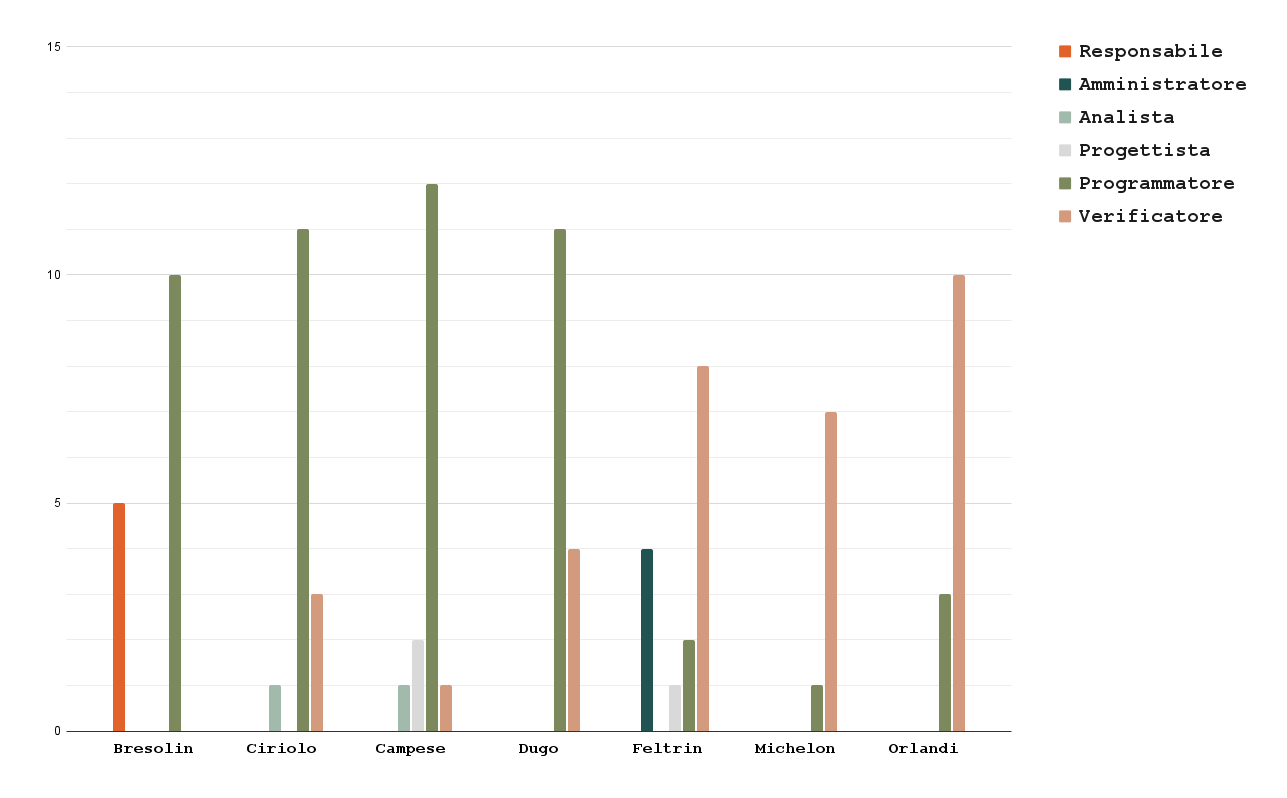 15
10
5
0
Bresolin Ciriolo Campese Dugo Feltrin Michelon Orlandi
Responsabile
Amministratore
Analista
Progettista
Programmatore
Verificatore